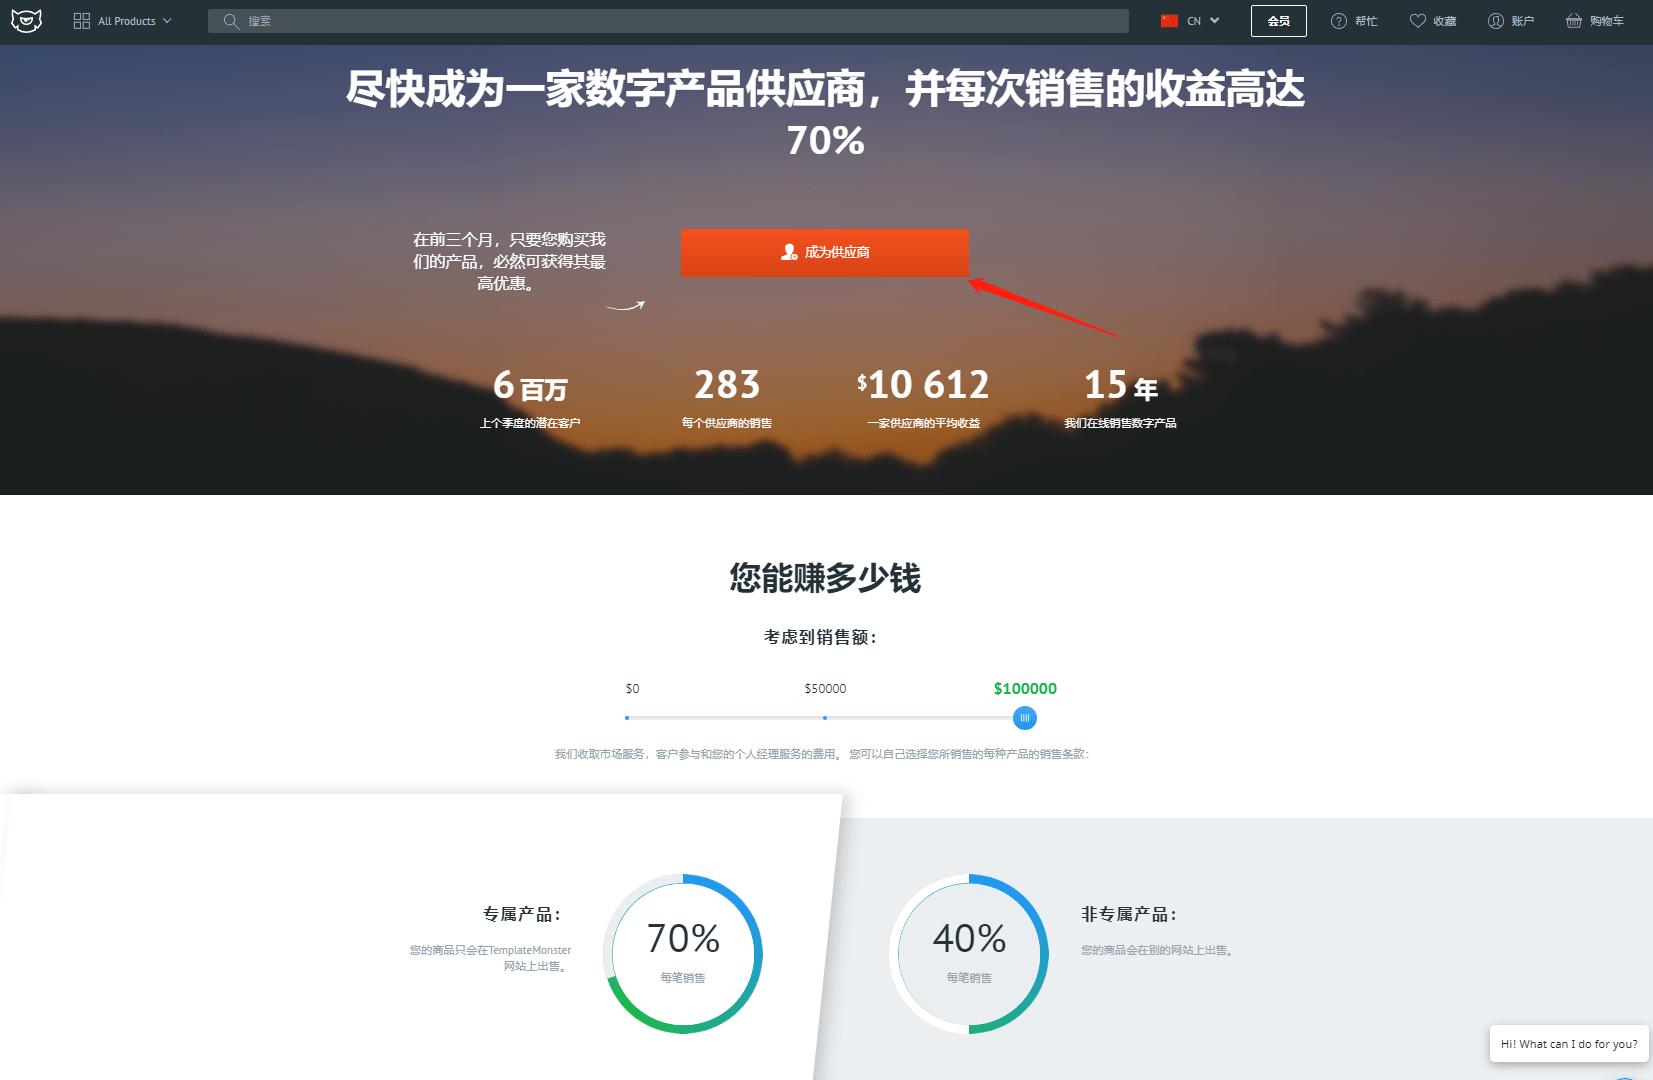 All Products
搜索
CN
会员
帮忙
收藏
账户
购物车
尽快成为一家数字产品供应商，并每次销售的收益高达
70%
在前三个月，只要您购买我
们的产品，必然可获得其最
高优惠。
成为供应商
6 百万
上个季度的潜在客户
283
每个供应商的销售
$10 612
一家供应商的平均收益
15 年
我们在线销售数字产品
您能赚多少钱
考虑到销售额：
$0
$50000
$100000
我们收取市场服务，客户参与和您的个人经理服务的费用。 您可以自己选择您所销售的每种产品的销售条款：
专属产品：
您的商品只会在TemplateMonster
网站上出售。
70%
每笔销售
40%
每笔销售
非专属产品：
您的商品会在别的网站上出售。
Hi! What can I do for you?